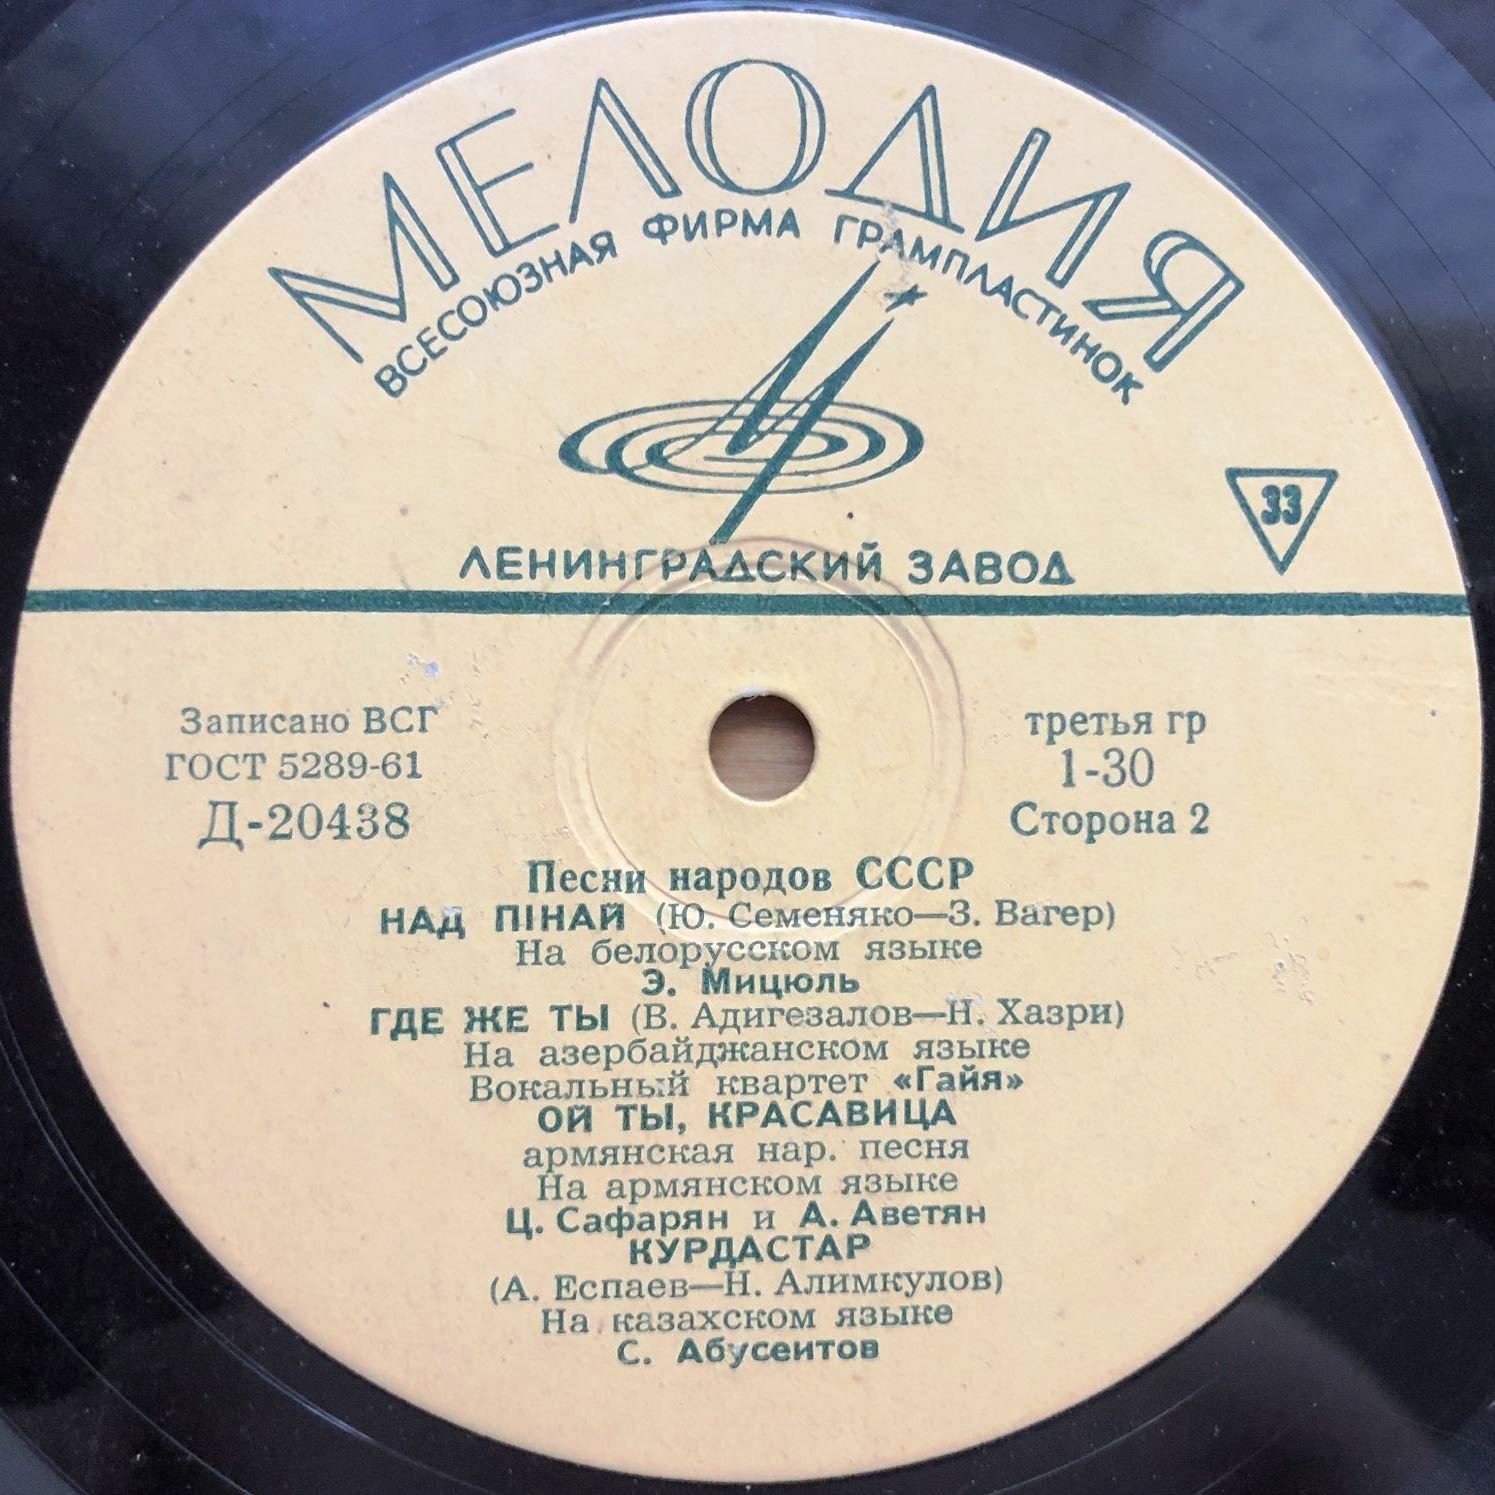 МЕЛОДИЯ
ВСЕСОЮЗНАЯ ФИРМА ГРАМПЛАСТИНОК
33
ЛЕНИНГРАДСКИЙ ЗАВОД
Записано ВСГ
ГОСТ 5289-61
Д-20438
третья гр
1-30
Сторона 2
Песни народов СССР
НАД ПІНАЙ (Ю. Семеняко—З. Вагер)
На белорусском языке
Э. Мицюль
ГДЕ ЖЕ ТЫ (В. Адигезалов—Н. Хазри)
На азербайджанском языке
Вокальный квартет «Гайя»
ОЙ ТЫ, КРАСАВИЦА
армянская нар. песня
На армянском языке
Ц. Сафарян и А. Аветян
КУРДАСТАР
(А. Еспаев—Н. Алимкулов)
На казахском языке
С. Абусеитов